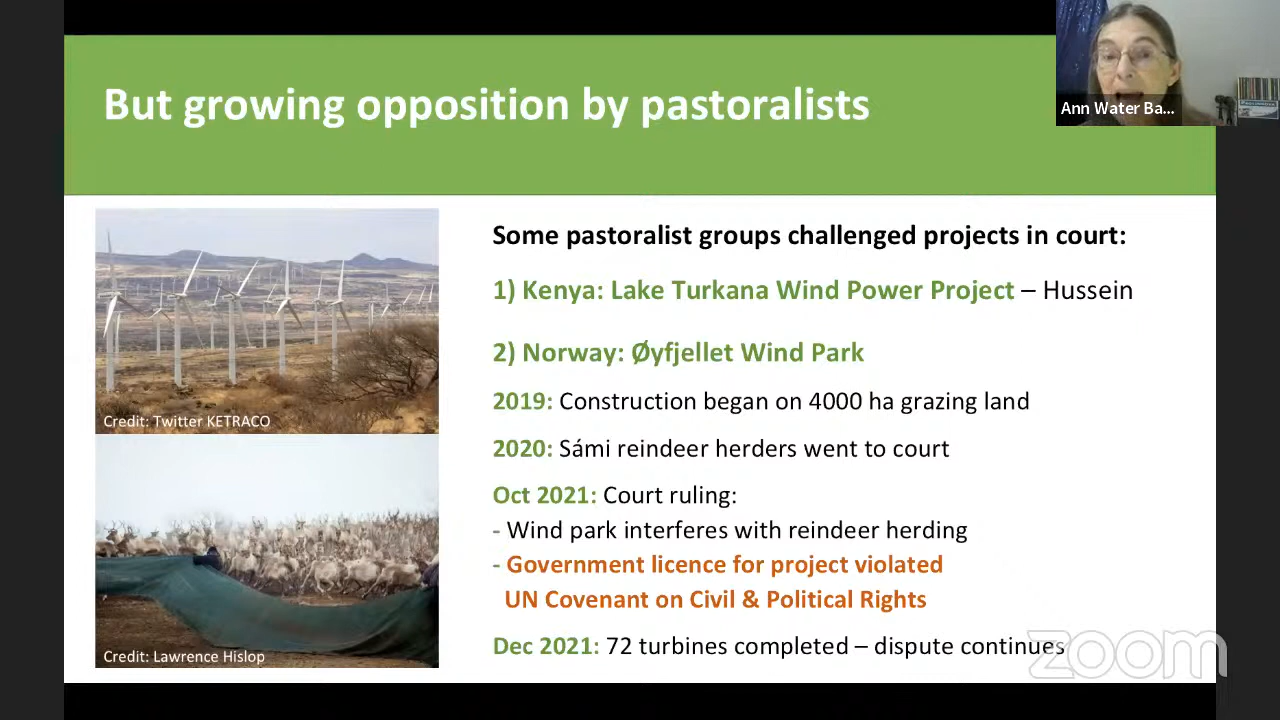 But growing opposition by pastoralists
Ann Water Ba...
Some pastoralist groups challenged projects in court:
1) Kenya: Lake Turkana Wind Power Project – Hussein
2) Norway: Øyfjellet Wind Park
2019: Construction began on 4000 ha grazing land
2020: Sámi reindeer herders went to court
Oct 2021: Court ruling:
- Wind park interferes with reindeer herding
- Government licence for project violated
UN Covenant on Civil & Political Rights
Dec 2021: 72 turbines completed – dispute continues
Credit: Twitter KETRACO
Credit: Lawrence Hislop
zoom